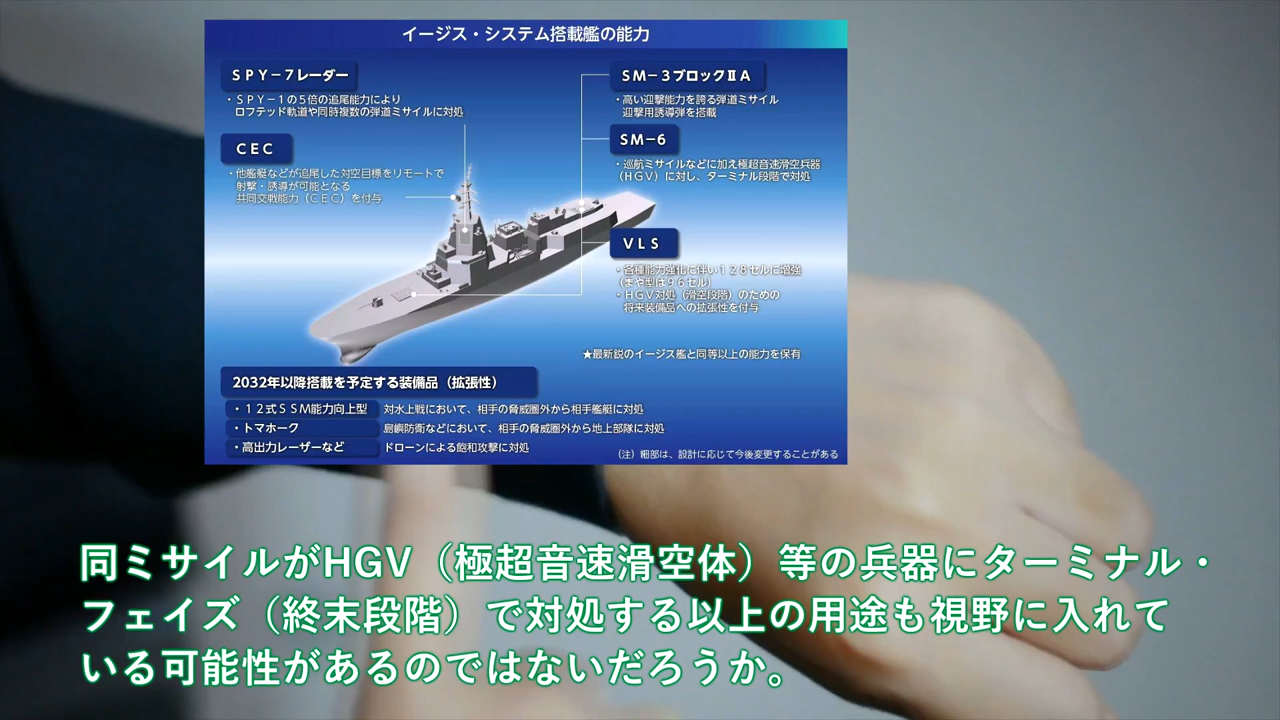 イージス・システム搭載艦の能力
ＳＰＹ－７レーダー
・ＳＰＹ－１の５倍の追尾能力により
ロフテッド軌道や同時複数の弾道ミサイルに対処
ＣＥＣ
・他艦艇などが追尾した対空目標をリモートで
射撃・誘導が可能となる
共同交戦能力（ＣＥＣ）を付与
ＳＭ－３ブロックⅡＡ
・高い迎撃能力を誇る弾道ミサイル
迎撃用誘導弾を搭載
ＳＭ－６
・巡航ミサイルなどに加え極超音速滑空兵器
（ＨＧＶ）に対し、ターミナル段階で対処
ＶＬＳ
・各種能力強化に伴い１２８セルに増強
（まや型は９６セル）
・ＨＧＶ対処（滑空段階）のための
将来装備品への拡張性を付与
★最新鋭のイージス艦と同等以上の能力を保有
2032年以降搭載を予定する装備品（拡張性）
・１２式ＳＳＭ能力向上型 対水上戦において、相手の脅威圏外から相手艦艇に対処
・トマホーク 島嶼防衛などにおいて、相手の脅威圏外から地上部隊に対処
・高出力レーザーなど ドローンによる飽和攻撃に対処
（注）細部は、設計に応じて今後変更することがある
同ミサイルがHGV（極超音速滑空体）等の兵器にターミナル・
フェイズ（終末段階）で対処する以上の用途も視野に入れて
いる可能性があるのではないだろうか。